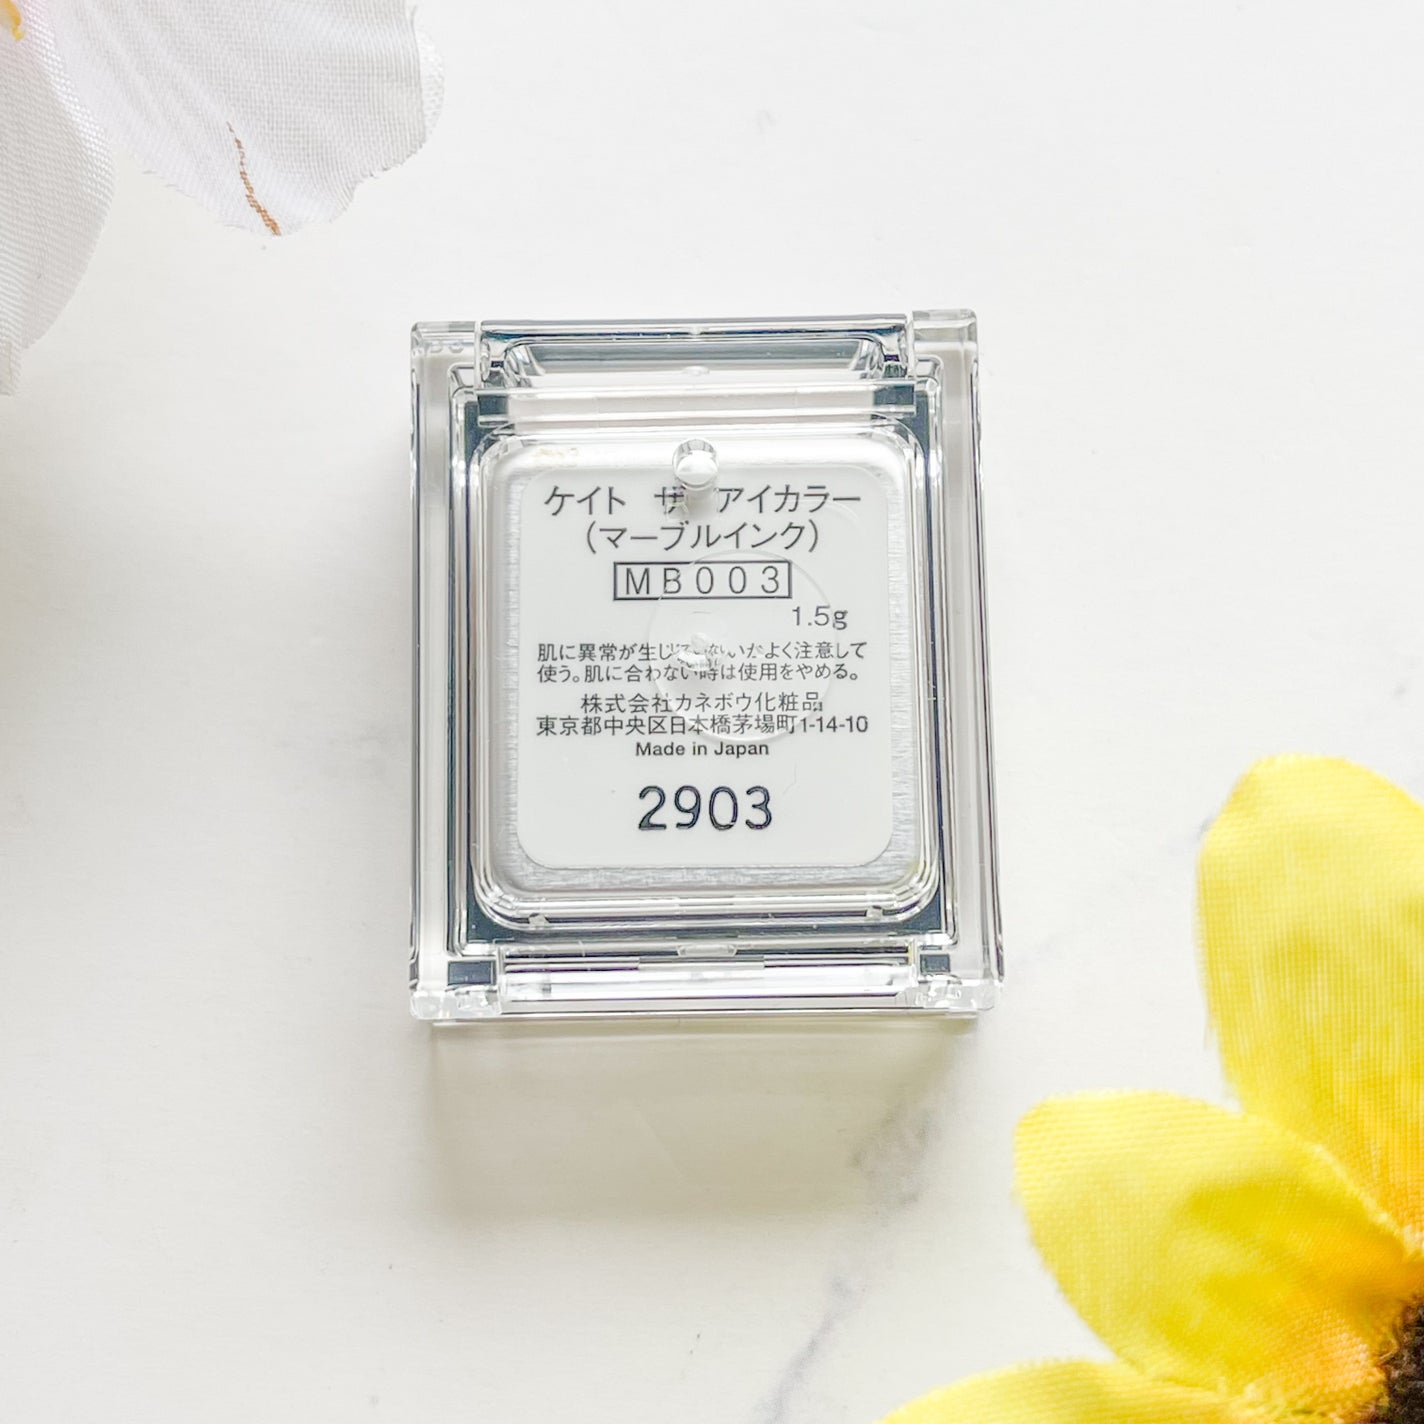 ケイト ザ アイカラー
(マーブルインク)
MB003
1.5g
肌に異常が生じていないかよく注意して
使う。肌に合わない時は使用をやめる。
株式会社カネボウ化粧品
東京都中央区日本橋茅場町1-14-10
Made in Japan
2903